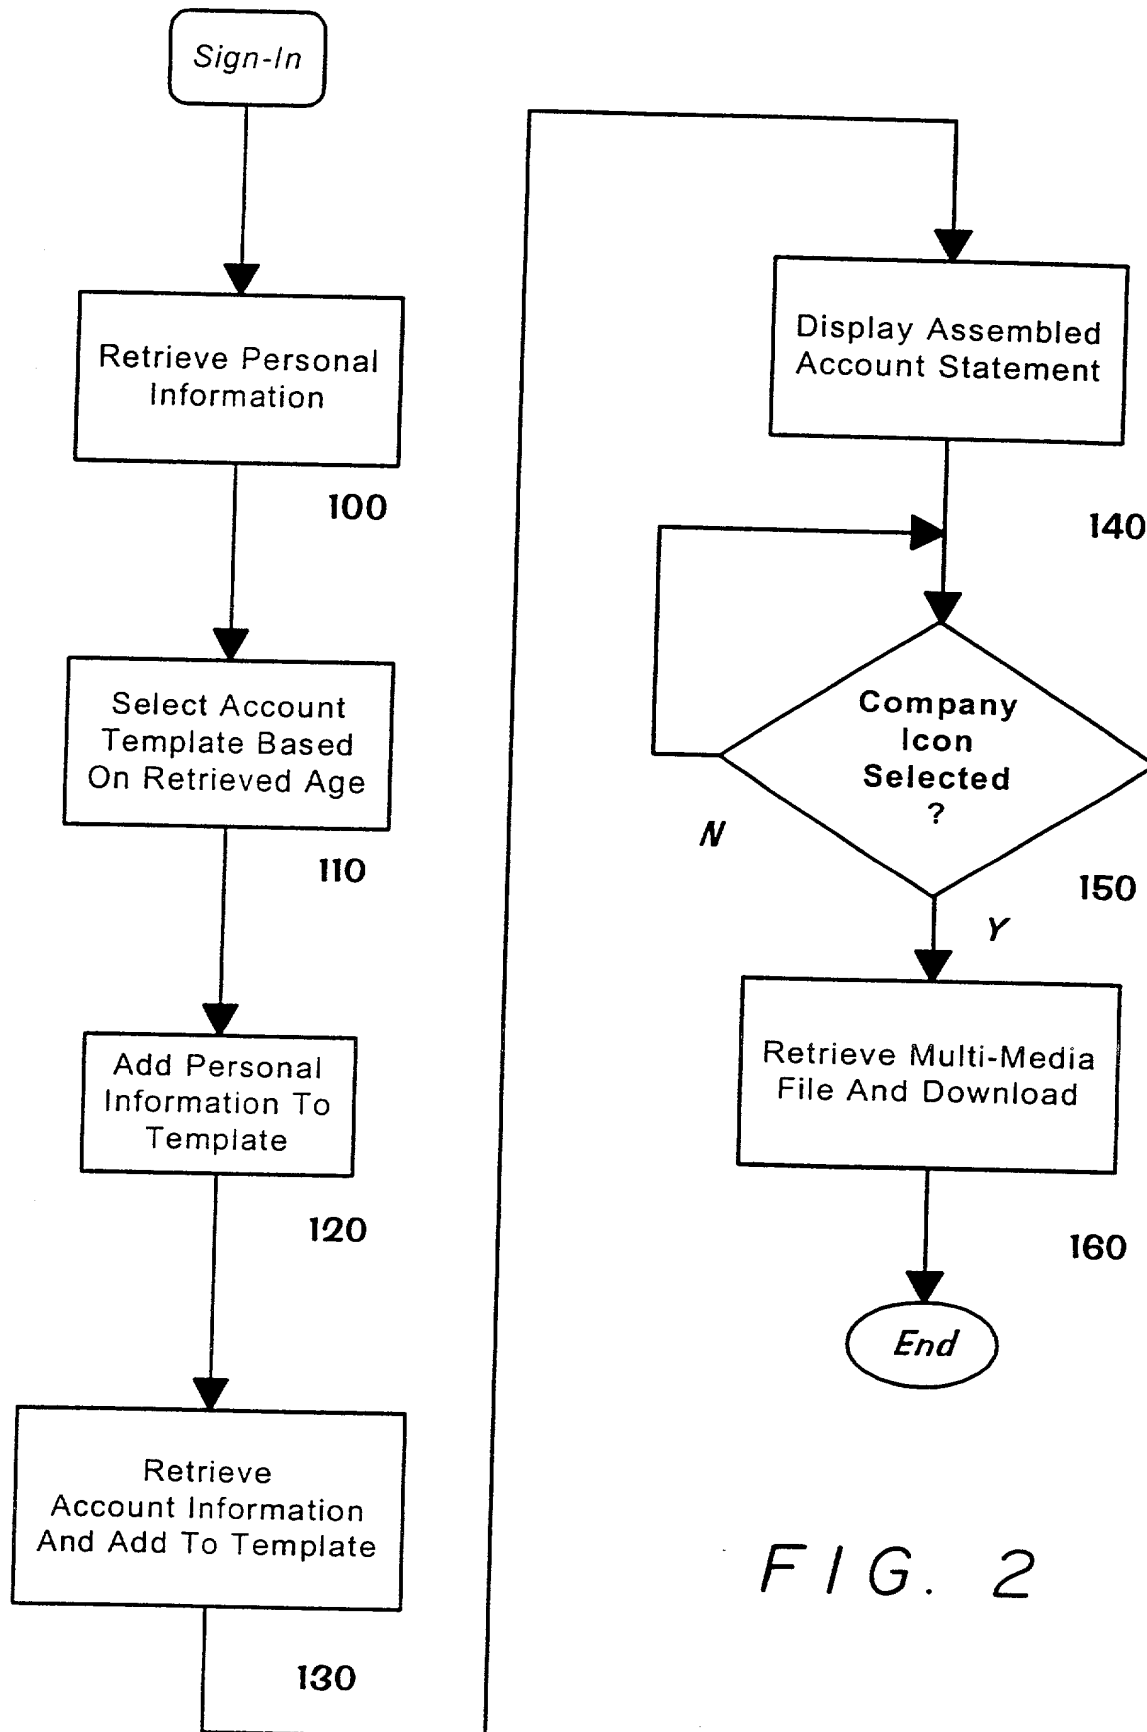 Sign-In
Retrieve Personal
Information
100
Select Account
Template Based
On Retrieved Age
110
Add Personal
Information To
Template
120
Retrieve
Account Information
And Add To Template
130
Display Assembled
Account Statement
140
Company
Icon
Selected
?
N
150
Y
Retrieve Multi-Media
File And Download
160
End
FIG. 2